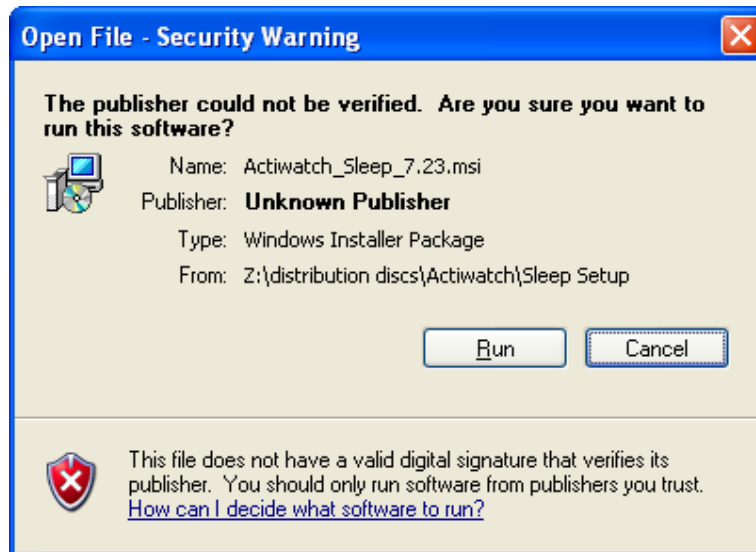 Open File - Security Warning
The publisher could not be verified.  Are you sure you want to
run this software?
Name: Actiwatch_Sleep_7.23.msi
Publisher: Unknown Publisher
Type: Windows Installer Package
From: Z:\distribution discs\Actiwatch\Sleep Setup
Run Cancel
This file does not have a valid digital signature that verifies its
publisher.  You should only run software from publishers you trust.
How can I decide what software to run?